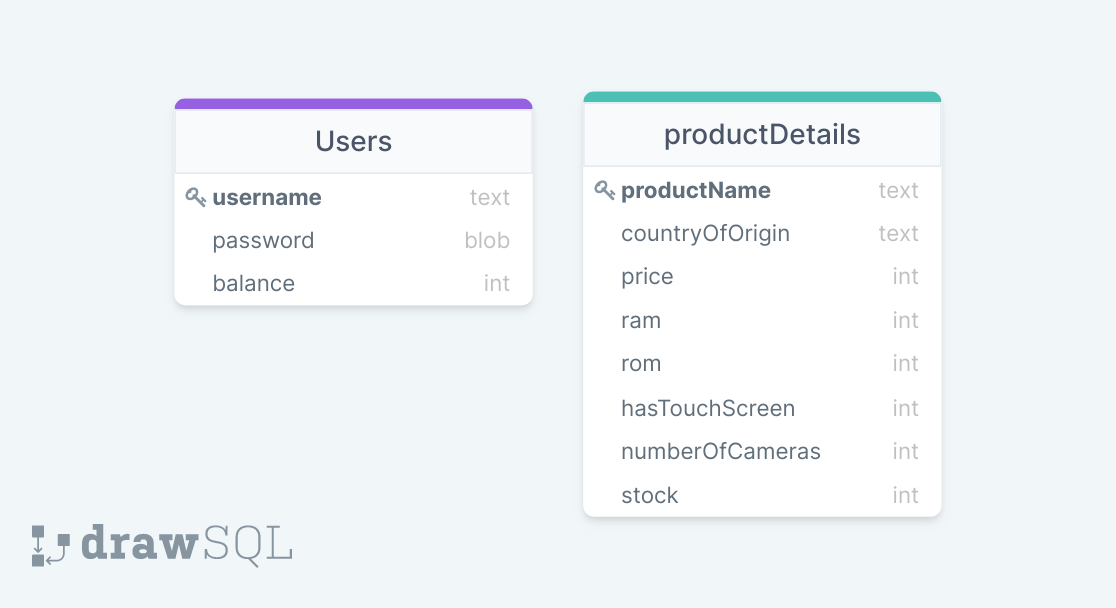 Users
username text
password blob
balance int
productDetails
productName text
countryOfOrigin text
price int
ram int
rom int
hasTouchScreen int
numberOfCameras int
stock int
drawSQL